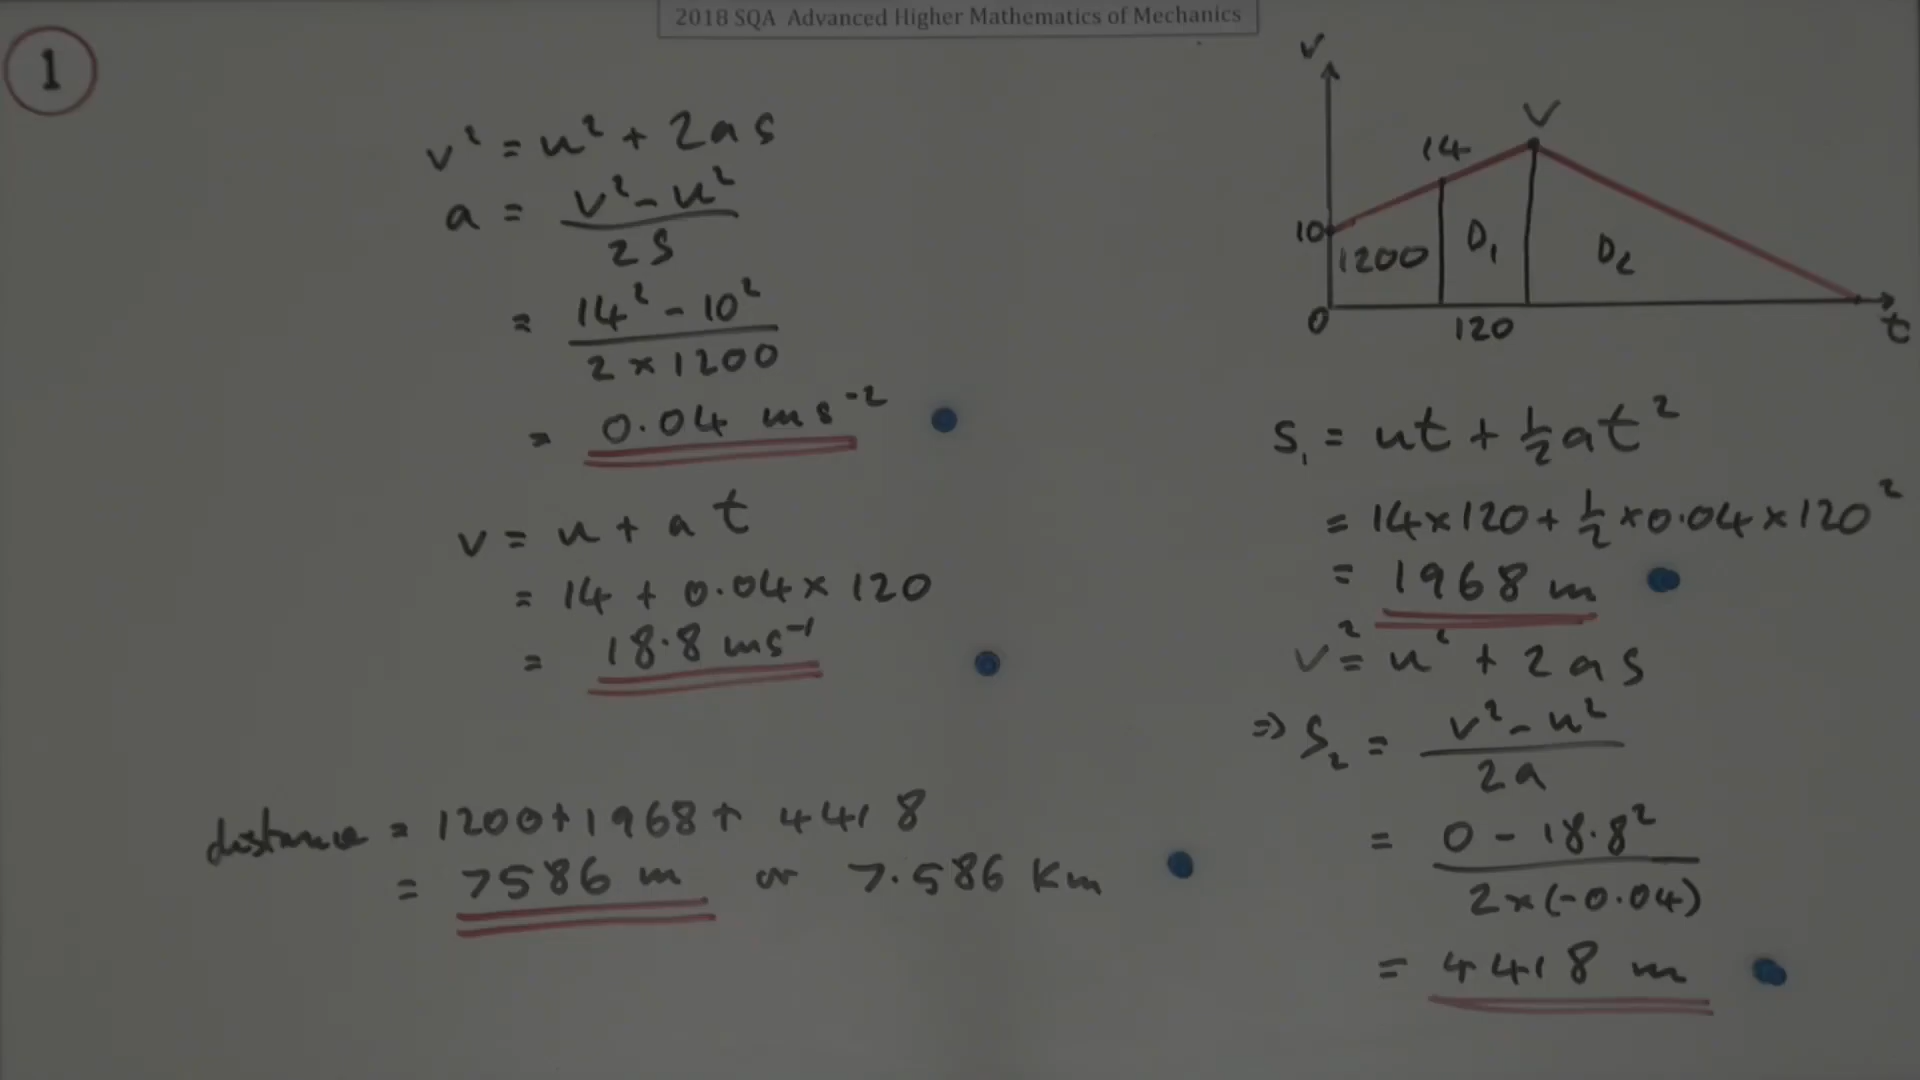 2018 SQA Advanced Higher Mathematics of Mechanics
1
v² = u² + 2as
a = (v² - u²) / 2s
= (14² - 10²) / (2 × 1200)
= 0.04 ms⁻²
v = u + at
= 14 + 0.04 × 120
= 18.8 ms⁻¹
distance = 1200 + 1968 + 4418
= 7586 m or 7.586 Km
v
V
14
10
1200
D₁
D₂
0
120
t
s₁ = ut + ½at²
= 14×120 + ½×0.04×120²
= 1968 m
v² = u² + 2as
⇒ s₂ = (v² - u²) / 2a
= (0 - 18.8²) / (2×(-0.04))
= 4418 m